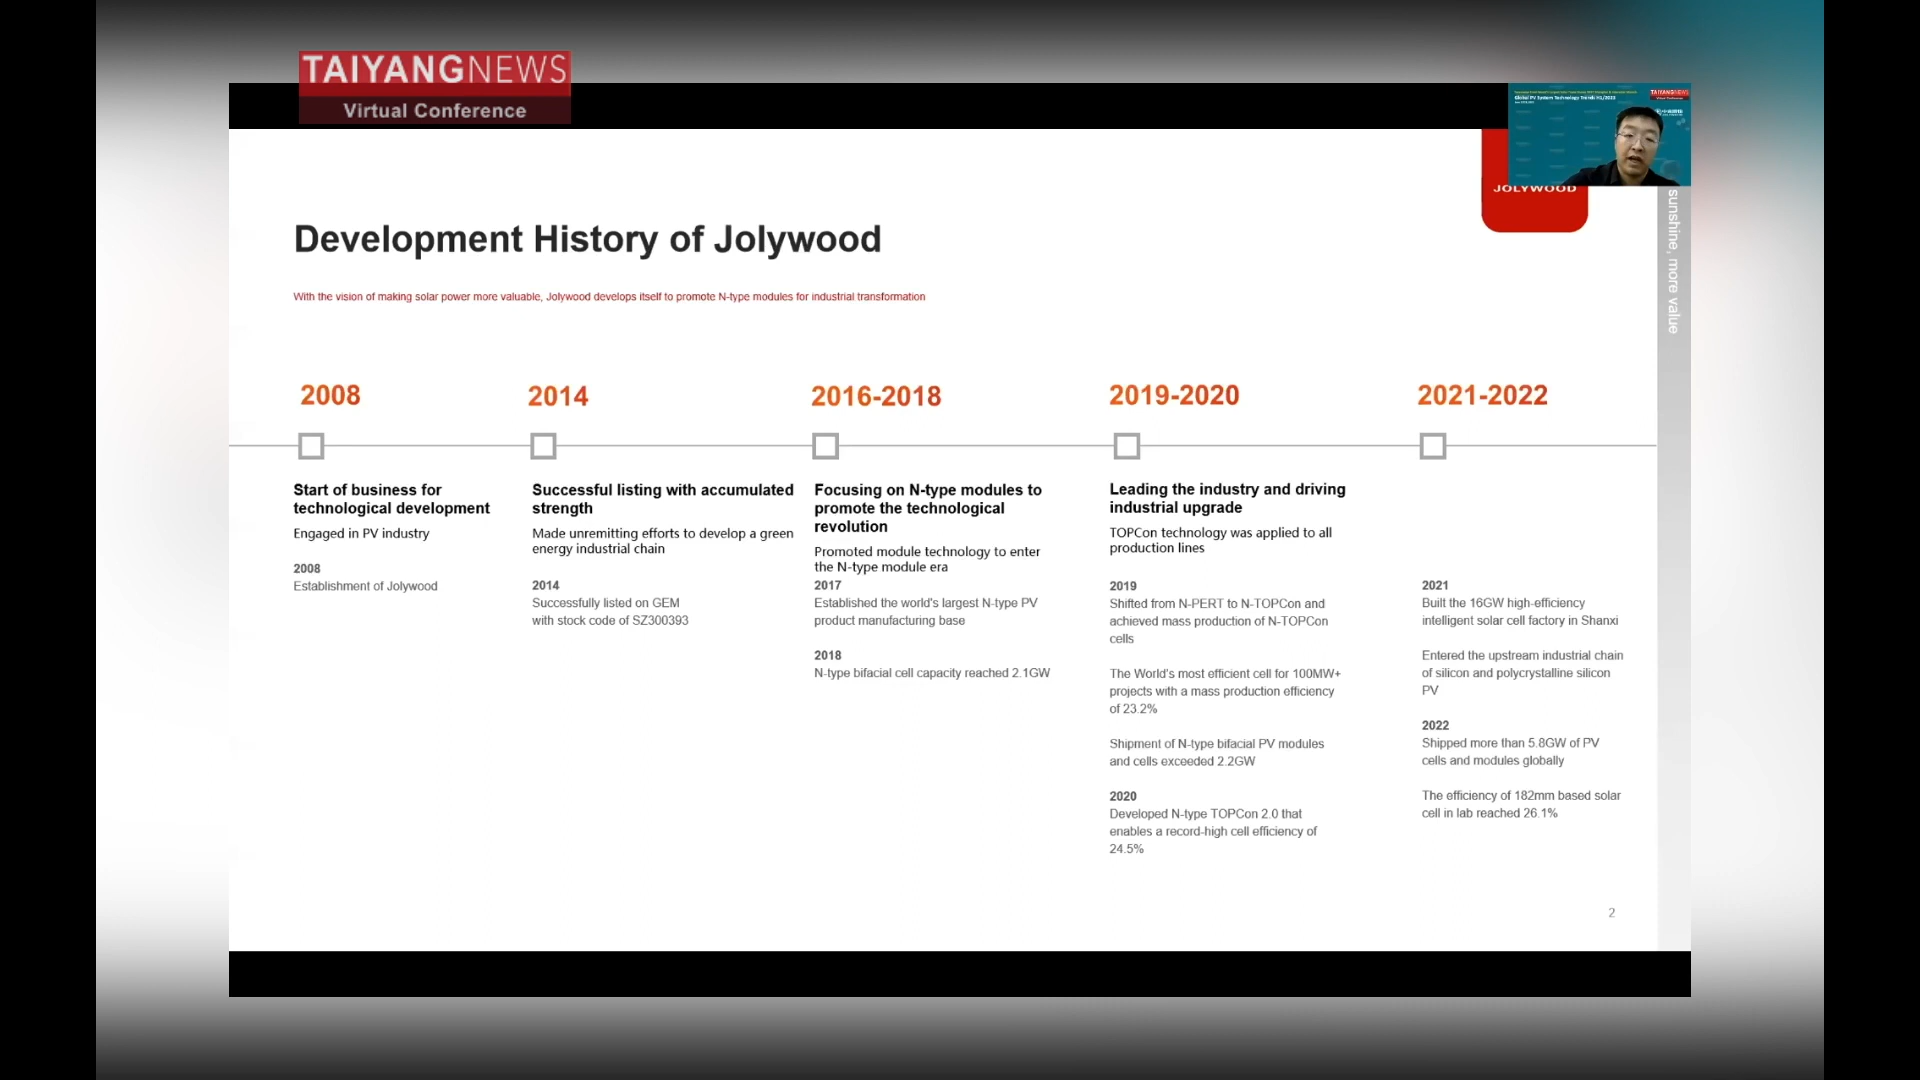 TAIYANGNEWS
Virtual Conference
TAIYANGNEWS
Global PV System Technology Trends H1/2023
JOLYWOOD
sunshine, more value
Development History of Jolywood
With the vision of making solar power more valuable, Jolywood develops itself to promote N-type modules for industrial transformation
2008
Start of business for
technological development
Engaged in PV industry
2008
Establishment of Jolywood
2014
Successful listing with accumulated
strength
Made unremitting efforts to develop a green
energy industrial chain
2014
Successfully listed on GEM
with stock code of SZ300393
2016-2018
Focusing on N-type modules to
promote the technological
revolution
Promoted module technology to enter
the N-type module era
2017
Established the world's largest N-type PV
product manufacturing base
2018
N-type bifacial cell capacity reached 2.1GW
2019-2020
Leading the industry and driving
industrial upgrade
TOPCon technology was applied to all
production lines
2019
Shifted from N-PERT to N-TOPCon and
achieved mass production of N-TOPCon
cells
The World's most efficient cell for 100MW+
projects with a mass production efficiency
of 23.2%
Shipment of N-type bifacial PV modules
and cells exceeded 2.2GW
2020
Developed N-type TOPCon 2.0 that
enables a record-high cell efficiency of
24.5%
2021-2022
2021
Built the 16GW high-efficiency
intelligent solar cell factory in Shanxi
Entered the upstream industrial chain
of silicon and polycrystalline silicon
PV
2022
Shipped more than 5.8GW of PV
cells and modules globally
The efficiency of 182mm based solar
cell in lab reached 26.1%
2